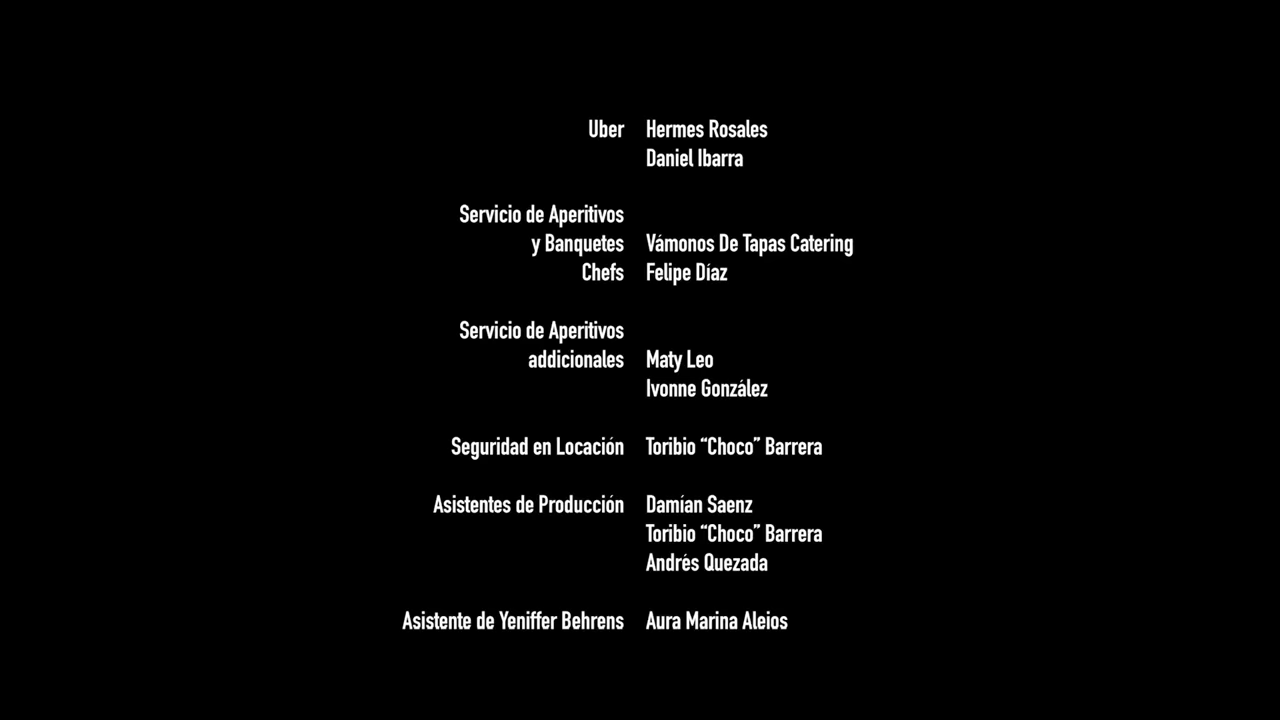 Uber Hermes Rosales
Daniel Ibarra
Servicio de Aperitivos
y Banquetes Vámonos De Tapas Catering
Chefs Felipe Díaz
Servicio de Aperitivos
addicionales Maty Leo
Ivonne González
Seguridad en Locación Toribio “Choco” Barrera
Asistentes de Producción Damían Saenz
Toribio “Choco” Barrera
Andrés Quezada
Asistente de Yeniffer Behrens Aura Marina Aleios